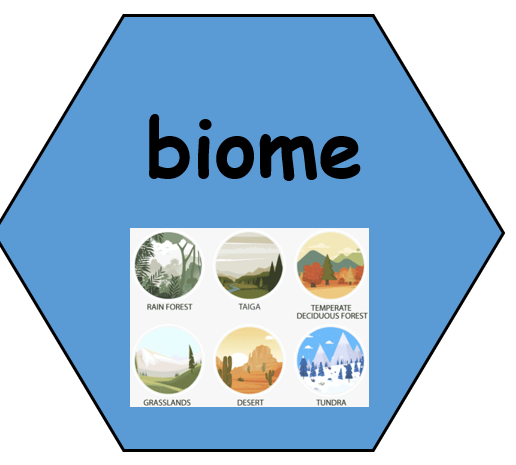 biome
RAIN FOREST TAIGA TEMPERATE
DECIDUOUS FOREST
GRASSLANDS DESERT TUNDRA